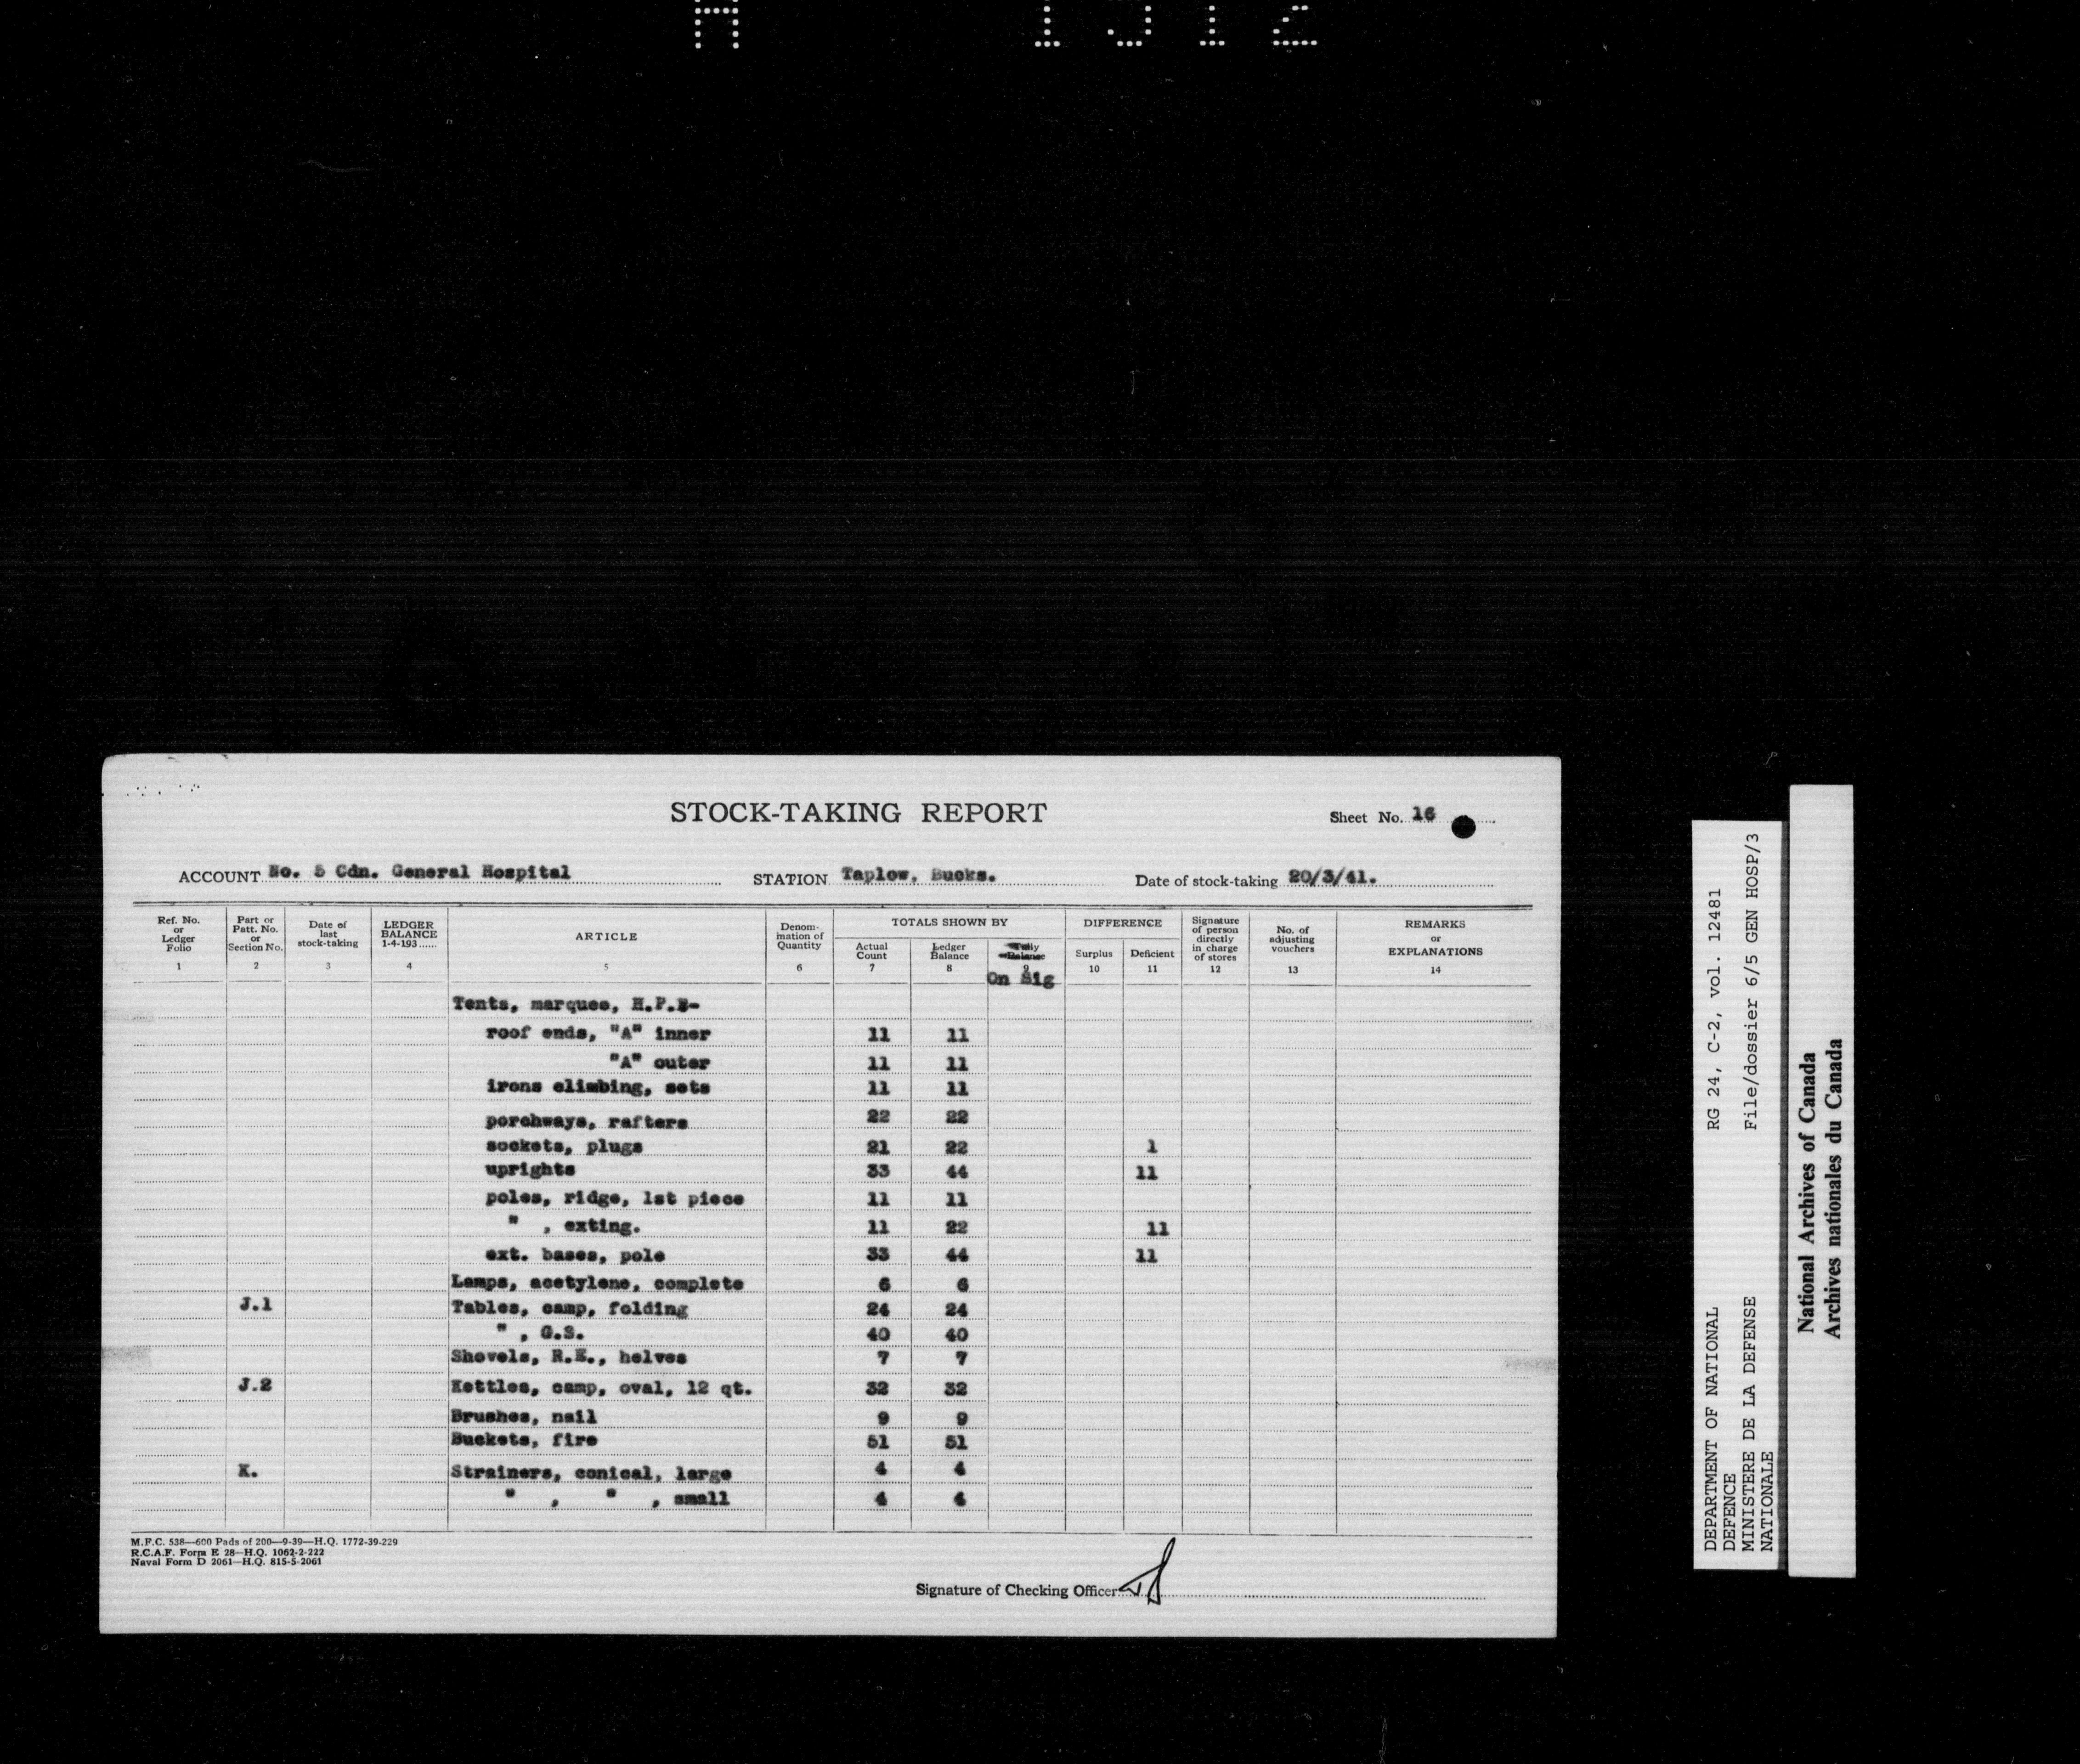 A 1512
STOCK-TAKING REPORT
Sheet No. 16
ACCOUNT No. 5 Cdn. General Hospital STATION Taplow, Bucks. Date of stock-taking 20/3/41.
Ref. No. or Ledger Folio 1
Part or Patt. No. or Section No. 2
Date of last stock-taking 3
LEDGER BALANCE 1-4-193...... 4
ARTICLE 5
Denom- ination of Quantity 6
TOTALS SHOWN BY
Actual Count 7
Ledger Balance 8
Tally Balance 9 On Sig
DIFFERENCE
Surplus 10
Deficient 11
Signature of person directly in charge of stores 12
No. of adjusting vouchers 13
REMARKS or EXPLANATIONS 14
Tents, marquee, H.P.E-
roof ends, "A" inner 11 11
"A" outer 11 11
irons climbing, sets 11 11
porchways, rafters 22 22
sockets, plugs 21 22 1
uprights 33 44 11
poles, ridge, 1st piece 11 11
" , exting. 11 22 11
ext. bases, pole 33 44 11
Lamps, acetylene, complete 6 6
J.1 Tables, camp, folding 24 24
" , G.S. 40 40
Shovels, R.E., helves 7 7
J.2 Kettles, camp, oval, 12 qt. 32 32
Brushes, nail 9 9
Buckets, fire 51 51
K. Strainers, conical, large 4 4
" , " , small 4 4
M.F.C. 538—600 Pads of 200—9-39—H.Q. 1772-39-229
R.C.A.F. Form E 28—H.Q. 1062-2-222
Naval Form D 2061—H.Q. 815-5-2061
Signature of Checking Officer
DEPARTMENT OF NATIONAL RG 24, C-2, vol. 12481
DEFENCE
MINISTERE DE LA DEFENSE File/dossier 6/5 GEN HOSP/3
NATIONALE
National Archives of Canada
Archives nationales du Canada